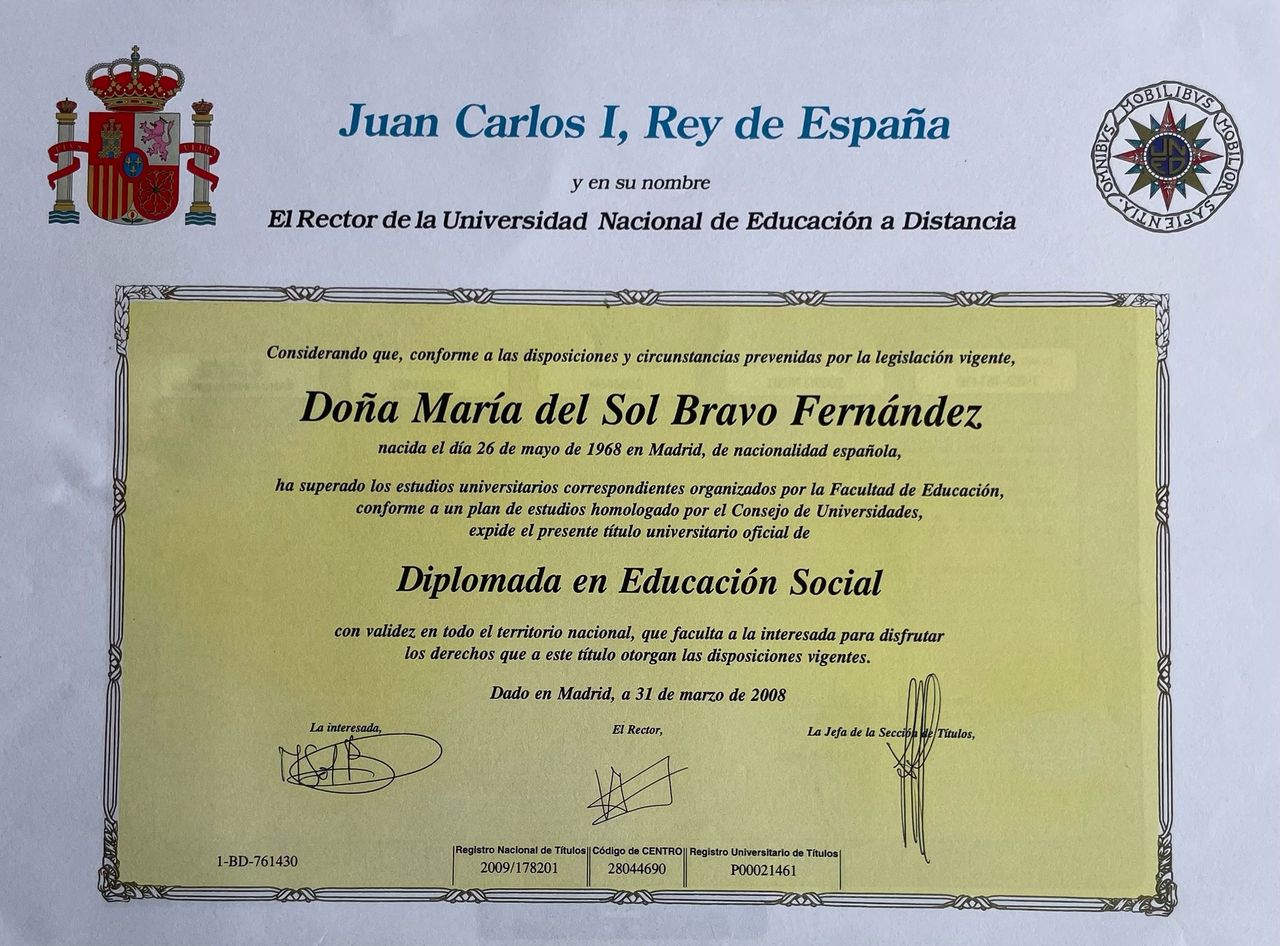 Juan Carlos I, Rey de España
y en su nombre
El Rector de la Universidad Nacional de Educación a Distancia
PLVS VLTRA
OMNIBVS MOBILIBVS MOBILIOR SAPIENTIA
UNED
Considerando que, conforme a las disposiciones y circunstancias prevenidas por la legislación vigente,
Doña María del Sol Bravo Fernández
nacida el día 26 de mayo de 1968 en Madrid, de nacionalidad española,
ha superado los estudios universitarios correspondientes organizados por la Facultad de Educación,
conforme a un plan de estudios homologado por el Consejo de Universidades,
expide el presente título universitario oficial de
Diplomada en Educación Social
con validez en todo el territorio nacional, que faculta a la interesada para disfrutar
los derechos que a este título otorgan las disposiciones vigentes.
Dado en Madrid, a 31 de marzo de 2008
La interesada, El Rector, La Jefa de la Sección de Títulos,
Registro Nacional de Títulos Código de CENTRO Registro Universitario de Títulos
1-BD-761430 2009/178201 28044690 P00021461